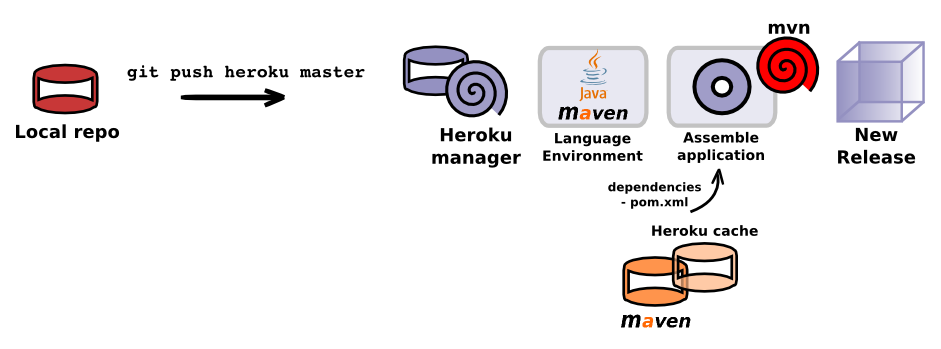 mvn
git push heroku master
Java
maven
Local repo
Heroku
manager
Language
Environment
Assemble
application
New
Release
dependencies
- pom.xml
Heroku cache
maven